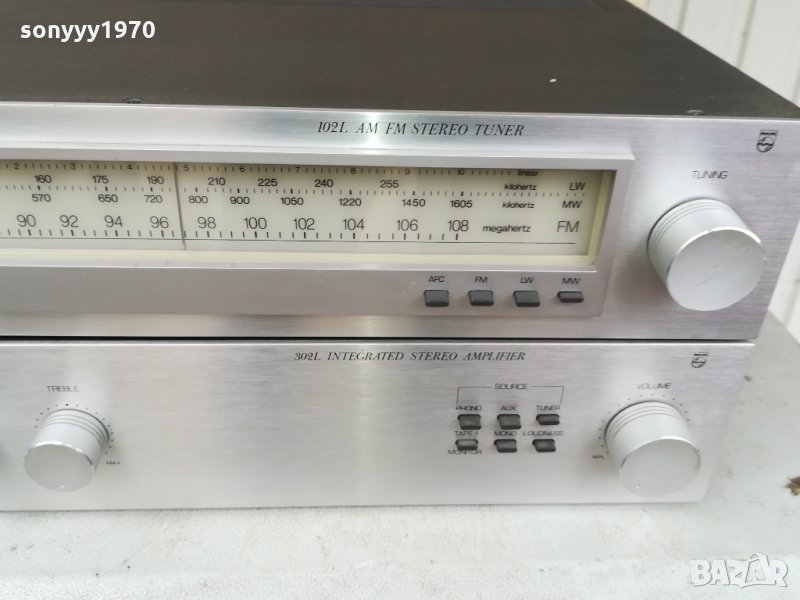 sonyyy1970
102L AM FM STEREO TUNER
TUNING
2 3 4 5 6 7 8 9 10 linear
160 175 190 210 225 240 255 kilohertz LW
570 650 720 800 900 1050 1220 1450 1605 kilohertz MW
90 92 94 96 98 100 102 104 106 108 megahertz FM
AFC FM LW MW
302L INTEGRATED STEREO AMPLIFIER
TREBLE
SOURCE
VOLUME
PHONO AUX TUNER
TAPE 1 MONO LOUDNESS
MONITOR
BAZAR